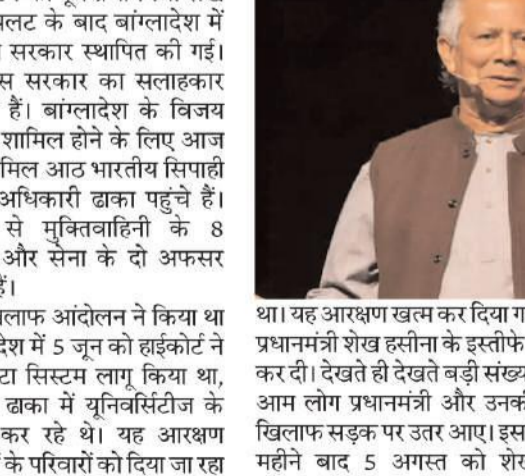 पलट के बाद बांग्लादेश में
सरकार स्थापित की गई।
स सरकार का सलाहकार
हैं। बांग्लादेश के विजय
शामिल होने के लिए आज
मिल आठ भारतीय सिपाही
अधिकारी ढाका पहुंचे हैं।
से मुक्तिवाहिनी के 8
और सेना के दो अफसर
हैं।
लाफ आंदोलन ने किया था
देश में 5 जून को हाईकोर्ट ने
टा सिस्टम लागू किया था,
ढाका में यूनिवर्सिटीज के
कर रहे थे। यह आरक्षण
के परिवारों को दिया जा रहा
था। यह आरक्षण खत्म कर दिया ग
प्रधानमंत्री शेख हसीना के इस्तीफे
कर दी। देखते ही देखते बड़ी संख्य
आम लोग प्रधानमंत्री और उनकी
खिलाफ सड़क पर उतर आए। इस
महीने बाद 5 अगस्त को शेख